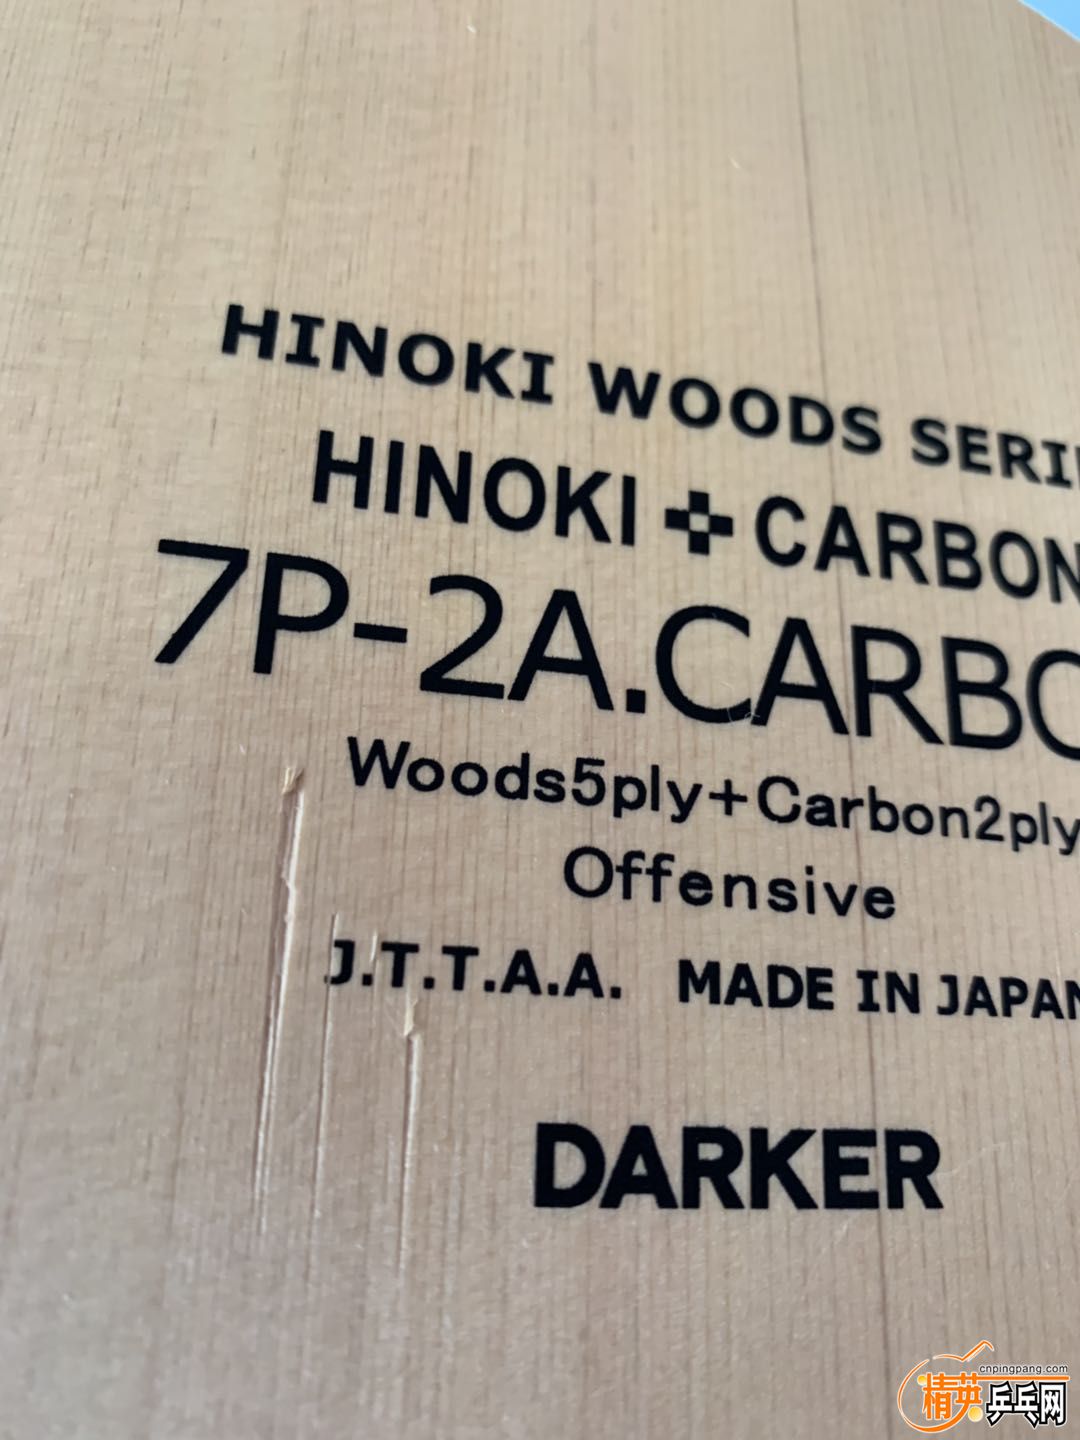 HINOKI WOODS SERI
HINOKI + CARBON
7P-2A.CARBO
Woods5ply+Carbon2ply
Offensive
J.T.T.A.A. MADE IN JAPAN
DARKER
cnpingpang.com
精英乒乓网